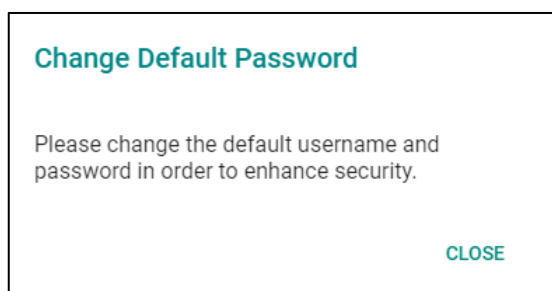 Change Default Password
Please change the default username and
password in order to enhance security.
CLOSE